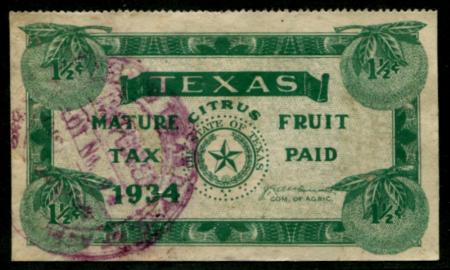 1½¢ 1½¢
TEXAS
CITRUS
MATURE FRUIT
THE STATE OF TEXAS
TAX PAID
1934
COM. OF AGRIC.
1½¢ 1½¢